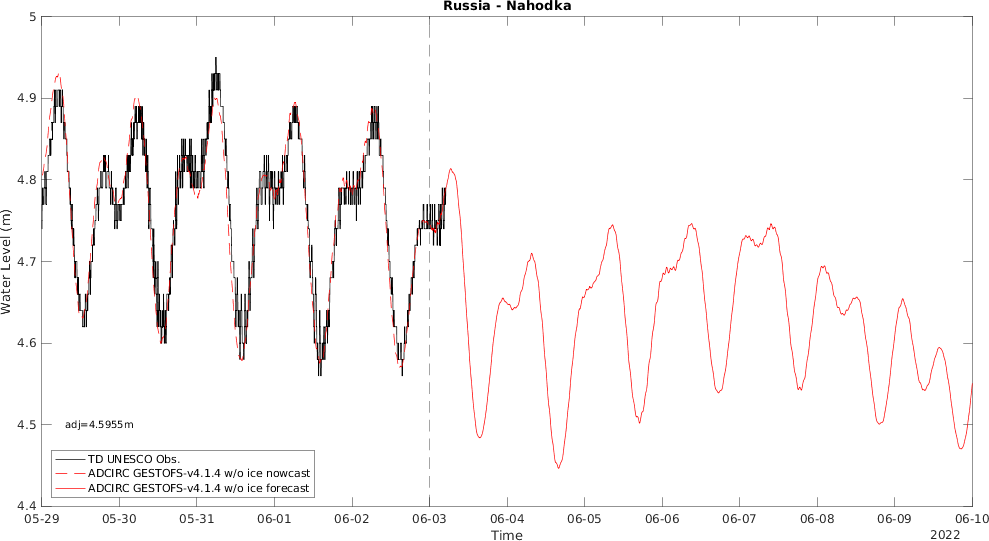 Russia - Nahodka
5
4.9
4.8
4.7
4.6
4.5
4.4
Water Level (m)
adj=4.5955m
TD UNESCO Obs.
ADCIRC GESTOFS-v4.1.4 w/o ice nowcast
ADCIRC GESTOFS-v4.1.4 w/o ice forecast
05-29 05-30 05-31 06-01 06-02 06-03 06-04 06-05 06-06 06-07 06-08 06-09 06-10
Time
2022